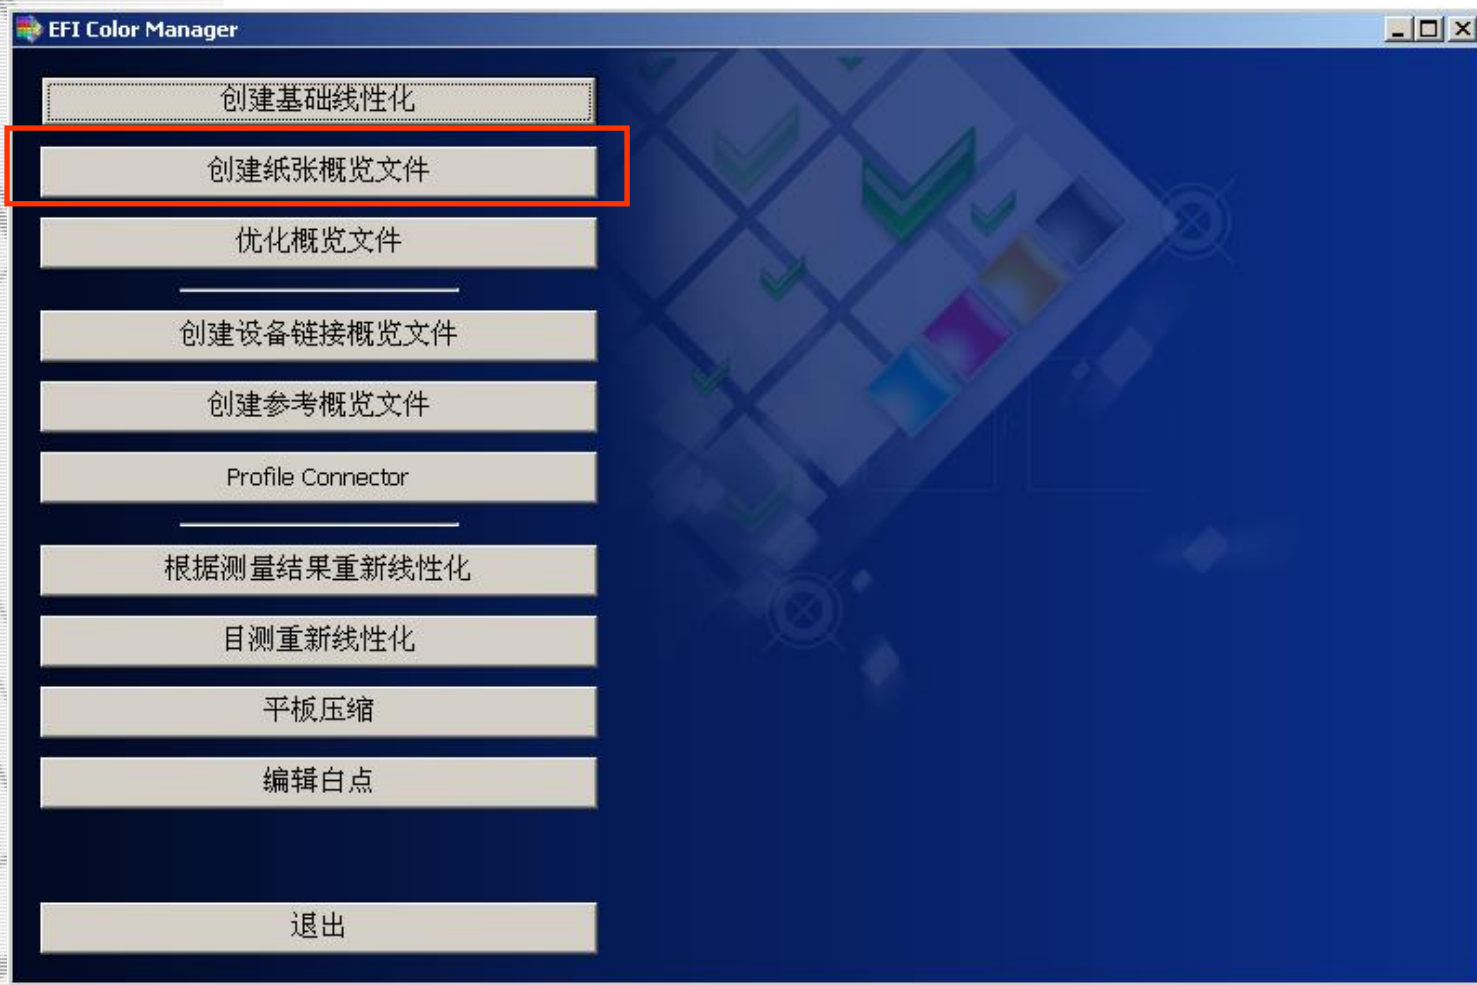 EFI Color Manager
创建基础线性化
创建纸张概览文件
优化概览文件
创建设备链接概览文件
创建参考概览文件
Profile Connector
根据测量结果重新线性化
目测重新线性化
平板压缩
编辑白点
退出